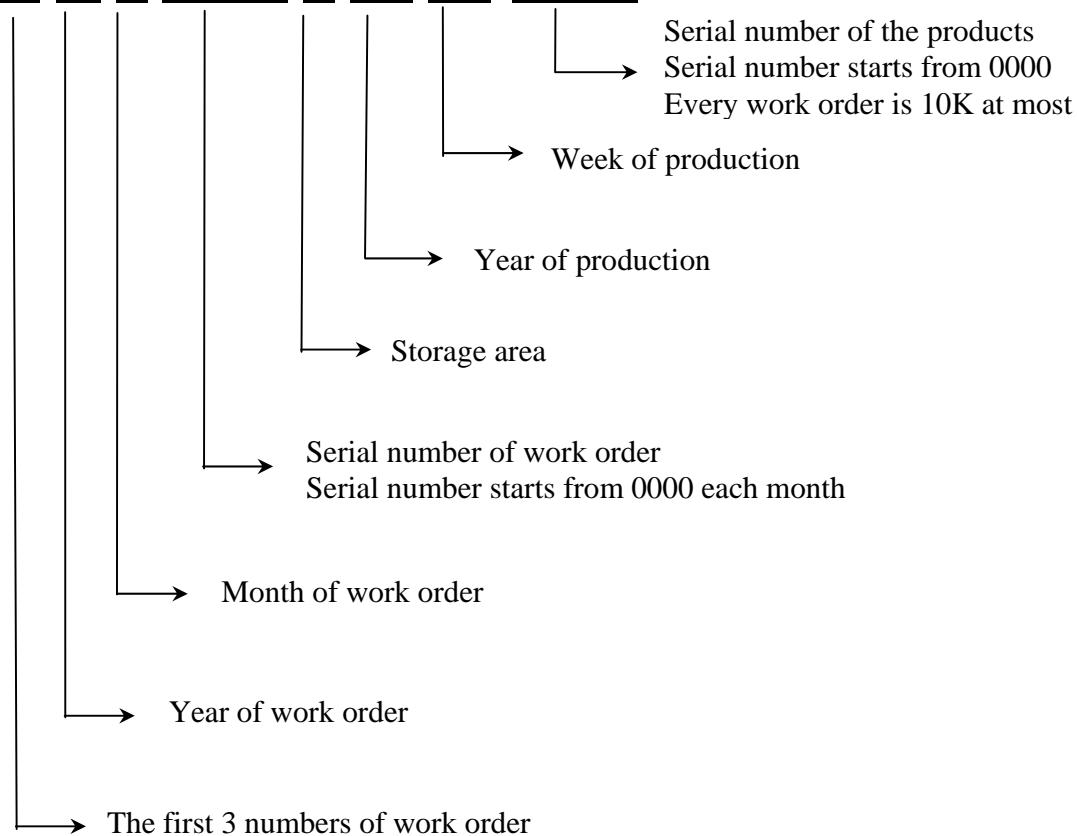 Serial number of the products
Serial number starts from 0000
Every work order is 10K at most
Week of production
Year of production
Storage area
Serial number of work order
Serial number starts from 0000 each month
Month of work order
Year of work order
The first 3 numbers of work order